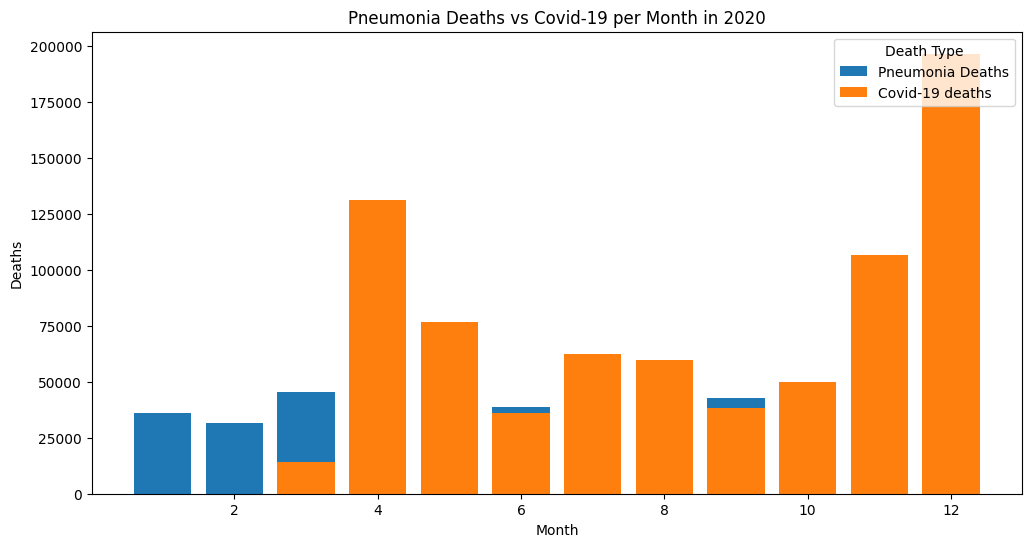 Pneumonia Deaths vs Covid-19 per Month in 2020
Death Type
Pneumonia Deaths
Covid-19 deaths
200000
175000
150000
125000
100000
75000
50000
25000
0
Deaths
2 4 6 8 10 12
Month